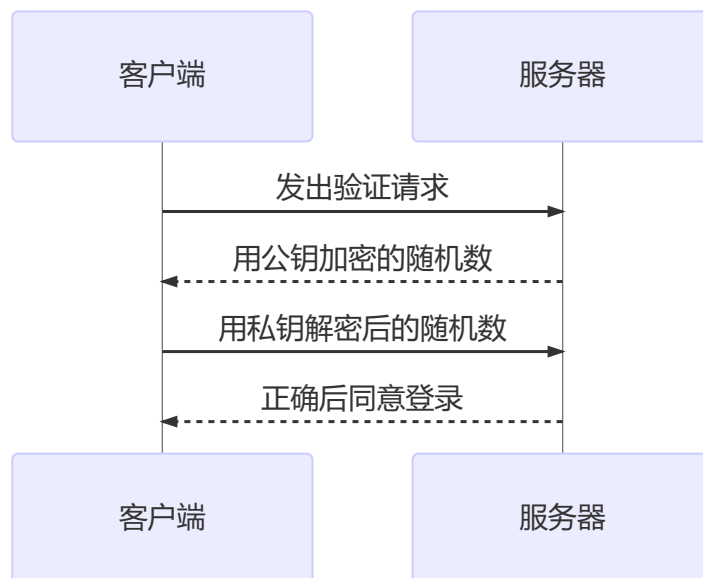 客户端
服务器
发出验证请求
用公钥加密的随机数
用私钥解密后的随机数
正确后同意登录
客户端
服务器